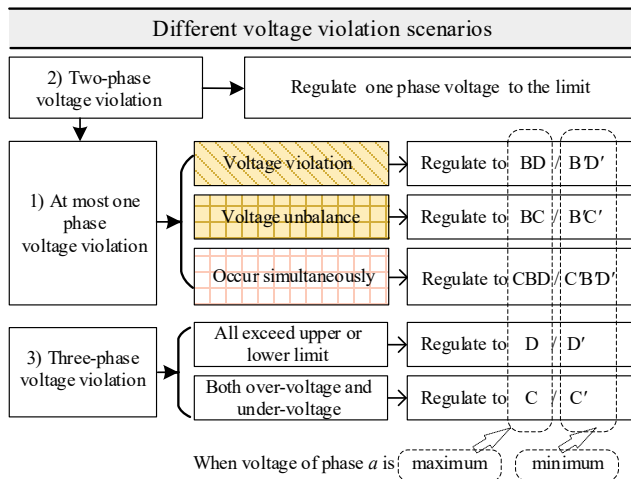 Different voltage violation scenarios
2) Two-phase
voltage violation
Regulate one phase voltage to the limit
1) At most one
phase
voltage violation
Voltage violation
Regulate to BD / B'D'
Voltage unbalance
Regulate to BC / B'C'
Occur simultaneously
Regulate to CBD / C'B'D'
3) Three-phase
voltage violation
All exceed upper or
lower limit
Regulate to D / D'
Both over-voltage and
under-voltage
Regulate to C / C'
When voltage of phase a is maximum minimum